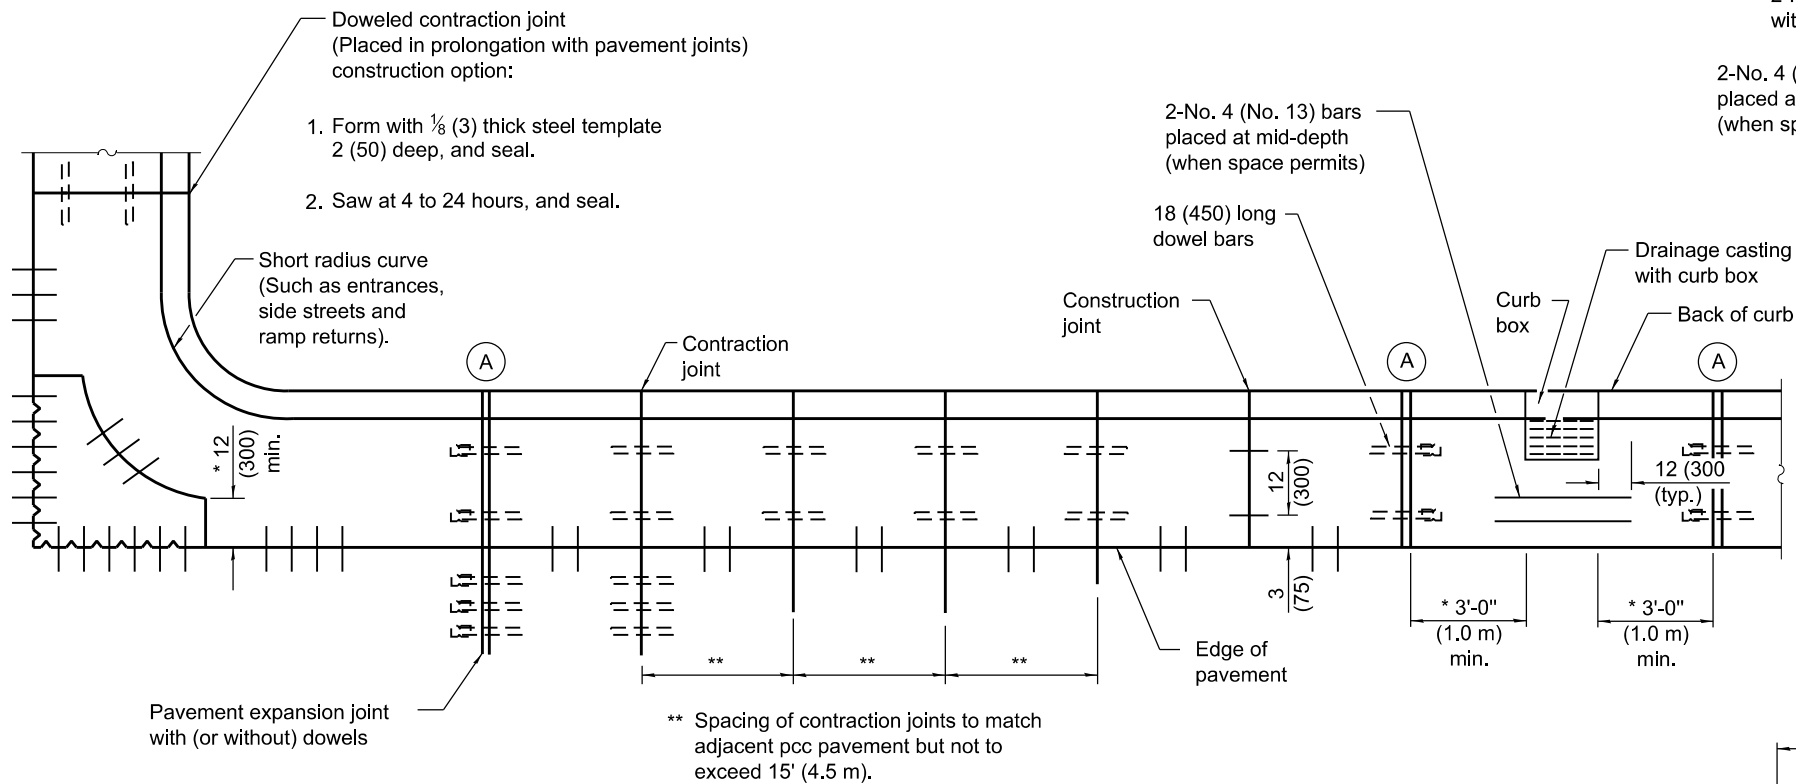 Doweled contraction joint
(Placed in prolongation with pavement joints)
construction option:
1. Form with ⅛ (3) thick steel template
2 (50) deep, and seal.
2. Saw at 4 to 24 hours, and seal.
Short radius curve
(Such as entrances,
side streets and
ramp returns).
* 12
(300)
min.
A
Contraction
joint
Construction
joint
2-No. 4 (No. 13) bars
placed at mid-depth
(when space permits)
18 (450) long
dowel bars
wit
2-No. 4 (
placed a
(when sp
Drainage casting
with curb box
Curb
box
Back of curb
A
A
12
(300)
12 (300
(typ.)
3
(75)
* 3'-0"
(1.0 m)
min.
* 3'-0"
(1.0 m)
min.
Edge of
pavement
**
**
**
Pavement expansion joint
with (or without) dowels
** Spacing of contraction joints to match
adjacent pcc pavement but not to
exceed 15' (4.5 m).